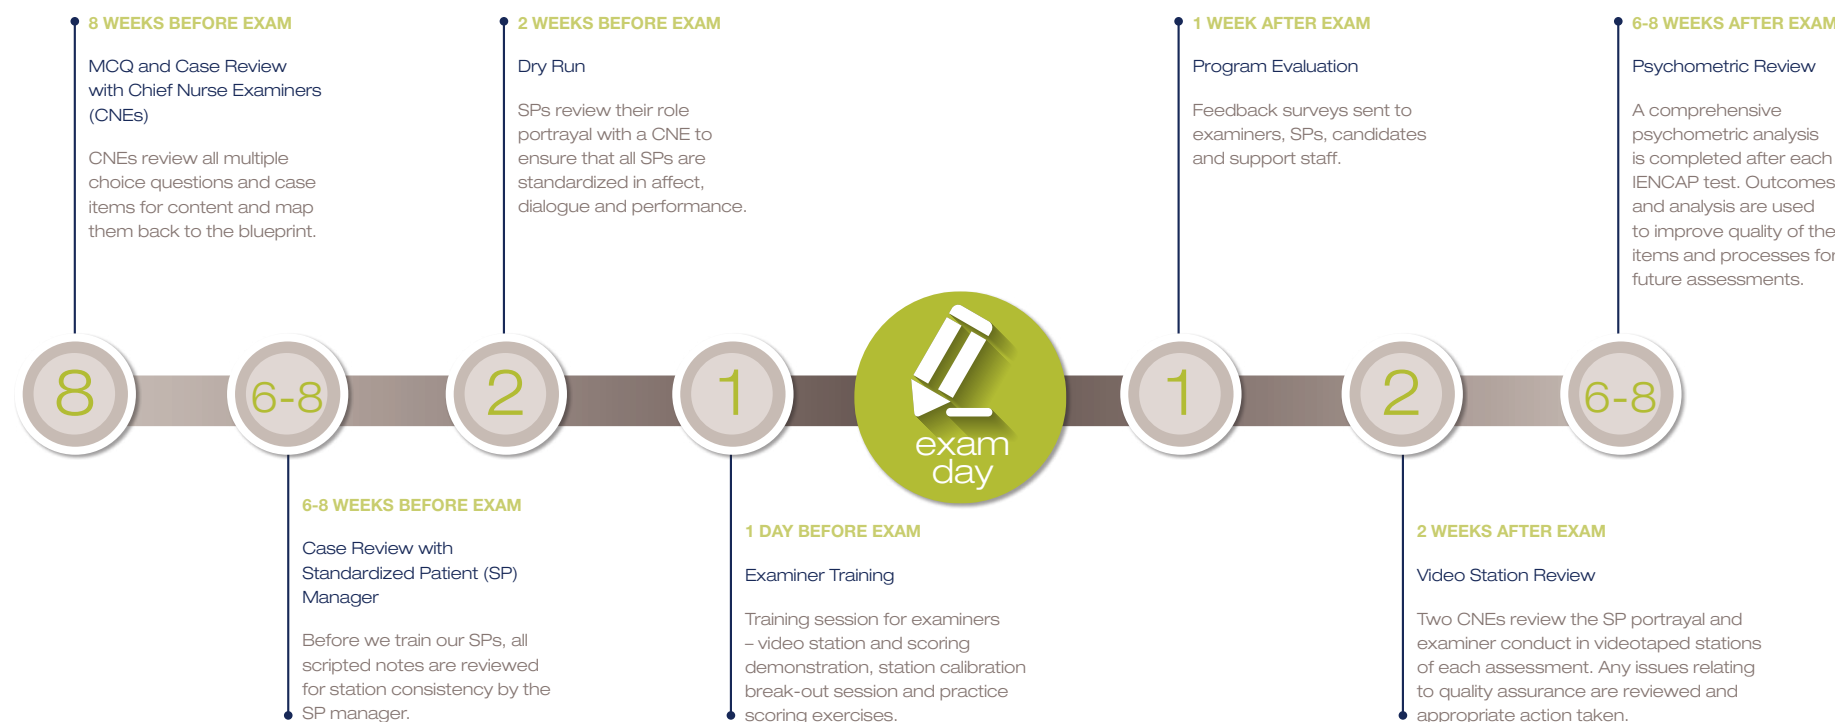 8 WEEKS BEFORE EXAM
MCQ and Case Review
with Chief Nurse Examiners
(CNEs)
CNEs review all multiple
choice questions and case
items for content and map
them back to the blueprint.
2 WEEKS BEFORE EXAM
Dry Run
SPs review their role
portrayal with a CNE to
ensure that all SPs are
standardized in affect,
dialogue and performance.
1 WEEK AFTER EXAM
Program Evaluation
Feedback surveys sent to
examiners, SPs, candidates
and support staff.
6-8 WEEKS AFTER EXAM
Psychometric Review
A comprehensive
psychometric analysis
is completed after each
IENCAP test. Outcomes
and analysis are used
to improve quality of the
items and processes for
future assessments.
8
6-8
2
1
exam
day
1
2
6-8
6-8 WEEKS BEFORE EXAM
Case Review with
Standardized Patient (SP)
Manager
Before we train our SPs, all
scripted notes are reviewed
for station consistency by the
SP manager.
1 DAY BEFORE EXAM
Examiner Training
Training session for examiners
– video station and scoring
demonstration, station calibration
break-out session and practice
scoring exercises.
2 WEEKS AFTER EXAM
Video Station Review
Two CNEs review the SP portrayal and
examiner conduct in videotaped stations
of each assessment. Any issues relating
to quality assurance are reviewed and
appropriate action taken.